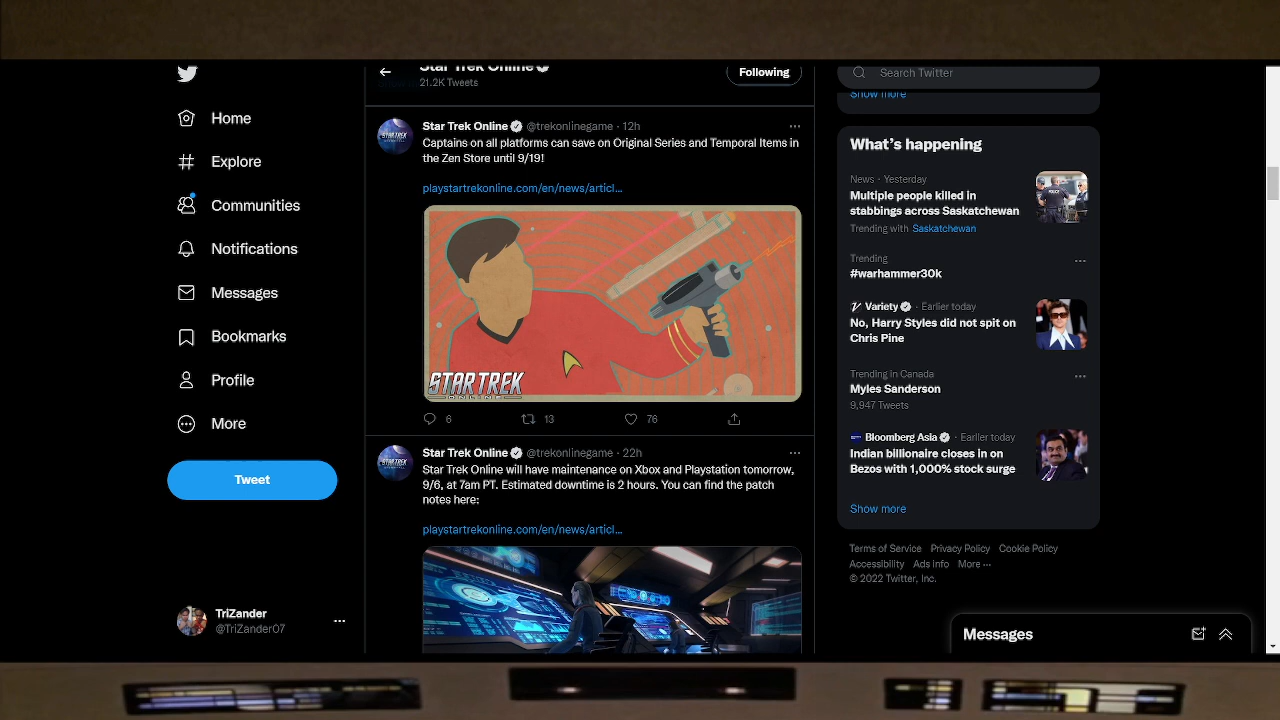 Home
Explore
Communities
Notifications
Messages
Bookmarks
Profile
More
Tweet
TriZander
@TriZander07
Star Trek Online
21.2K Tweets
Following
Star Trek Online @trekonlinegame · 12h
Captains on all platforms can save on Original Series and Temporal Items in
the Zen Store until 9/19!
playstartrekonline.com/en/news/articl…
STAR TREK
ONLINE
6 13 76
Star Trek Online @trekonlinegame · 22h
Star Trek Online will have maintenance on Xbox and Playstation tomorrow,
9/6, at 7am PT. Estimated downtime is 2 hours. You can find the patch
notes here:
playstartrekonline.com/en/news/articl…
Search Twitter
Show more
What's happening
News · Yesterday
Multiple people killed in
stabbings across Saskatchewan
Trending with Saskatchewan
Trending
#warhammer30k
Variety · Earlier today
No, Harry Styles did not spit on
Chris Pine
Trending in Canada
Myles Sanderson
9,947 Tweets
Bloomberg Asia · Earlier today
Indian billionaire closes in on
Bezos with 1,000% stock surge
Show more
Terms of Service Privacy Policy Cookie Policy
Accessibility Ads info More ···
© 2022 Twitter, Inc.
Messages